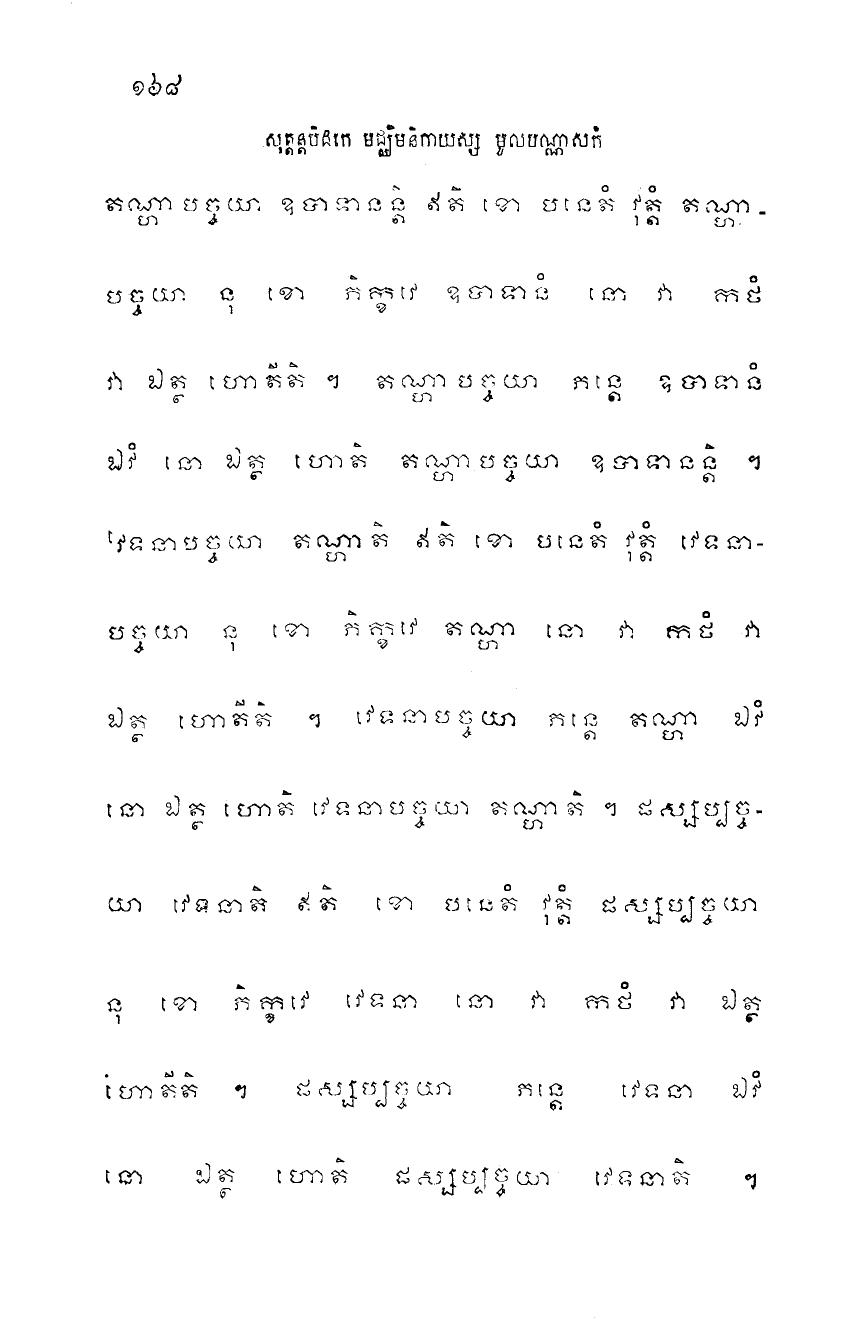 ១៦៨
សុត្តន្តបិដកេ មជ្ឈិមនិកាយស្ស មូលបណ្ណាសកំ
តណ្ហាបច្ចយា ឧបាទានន្តិ ឥតិ ខោ បនេតំ វុត្តំ តណ្ហា-
បច្ចយា នុ ខោ ភិក្ខវេ ឧបាទានំ នោ វា កថំ
វា ឯត្ថ ហោតីតិ ។ តណ្ហាបច្ចយា ភន្តេ ឧបាទានំ
ឯវំ នោ ឯត្ថ ហោតិ តណ្ហាបច្ចយា ឧបាទានន្តិ ។
វេទនាបច្ចយា តណ្ហាតិ ឥតិ ខោ បនេតំ វុត្តំ វេទនា-
បច្ចយា នុ ខោ ភិក្ខវេ តណ្ហា នោ វា កថំ វា
ឯត្ថ ហោតីតិ ។ វេទនាបច្ចយា ភន្តេ តណ្ហា ឯវំ
នោ ឯត្ថ ហោតិ វេទនាបច្ចយា តណ្ហាតិ ។ ផស្សប្បច្ច-
យា វេទនាតិ ឥតិ ខោ បនេតំ វុត្តំ ផស្សប្បច្ចយា
នុ ខោ ភិក្ខវេ វេទនា នោ វា កថំ វា ឯត្ថ
ហោតីតិ ។ ផស្សប្បច្ចយា ភន្តេ វេទនា ឯវំ
នោ ឯត្ថ ហោតិ ផស្សប្បច្ចយា វេទនាតិ ។